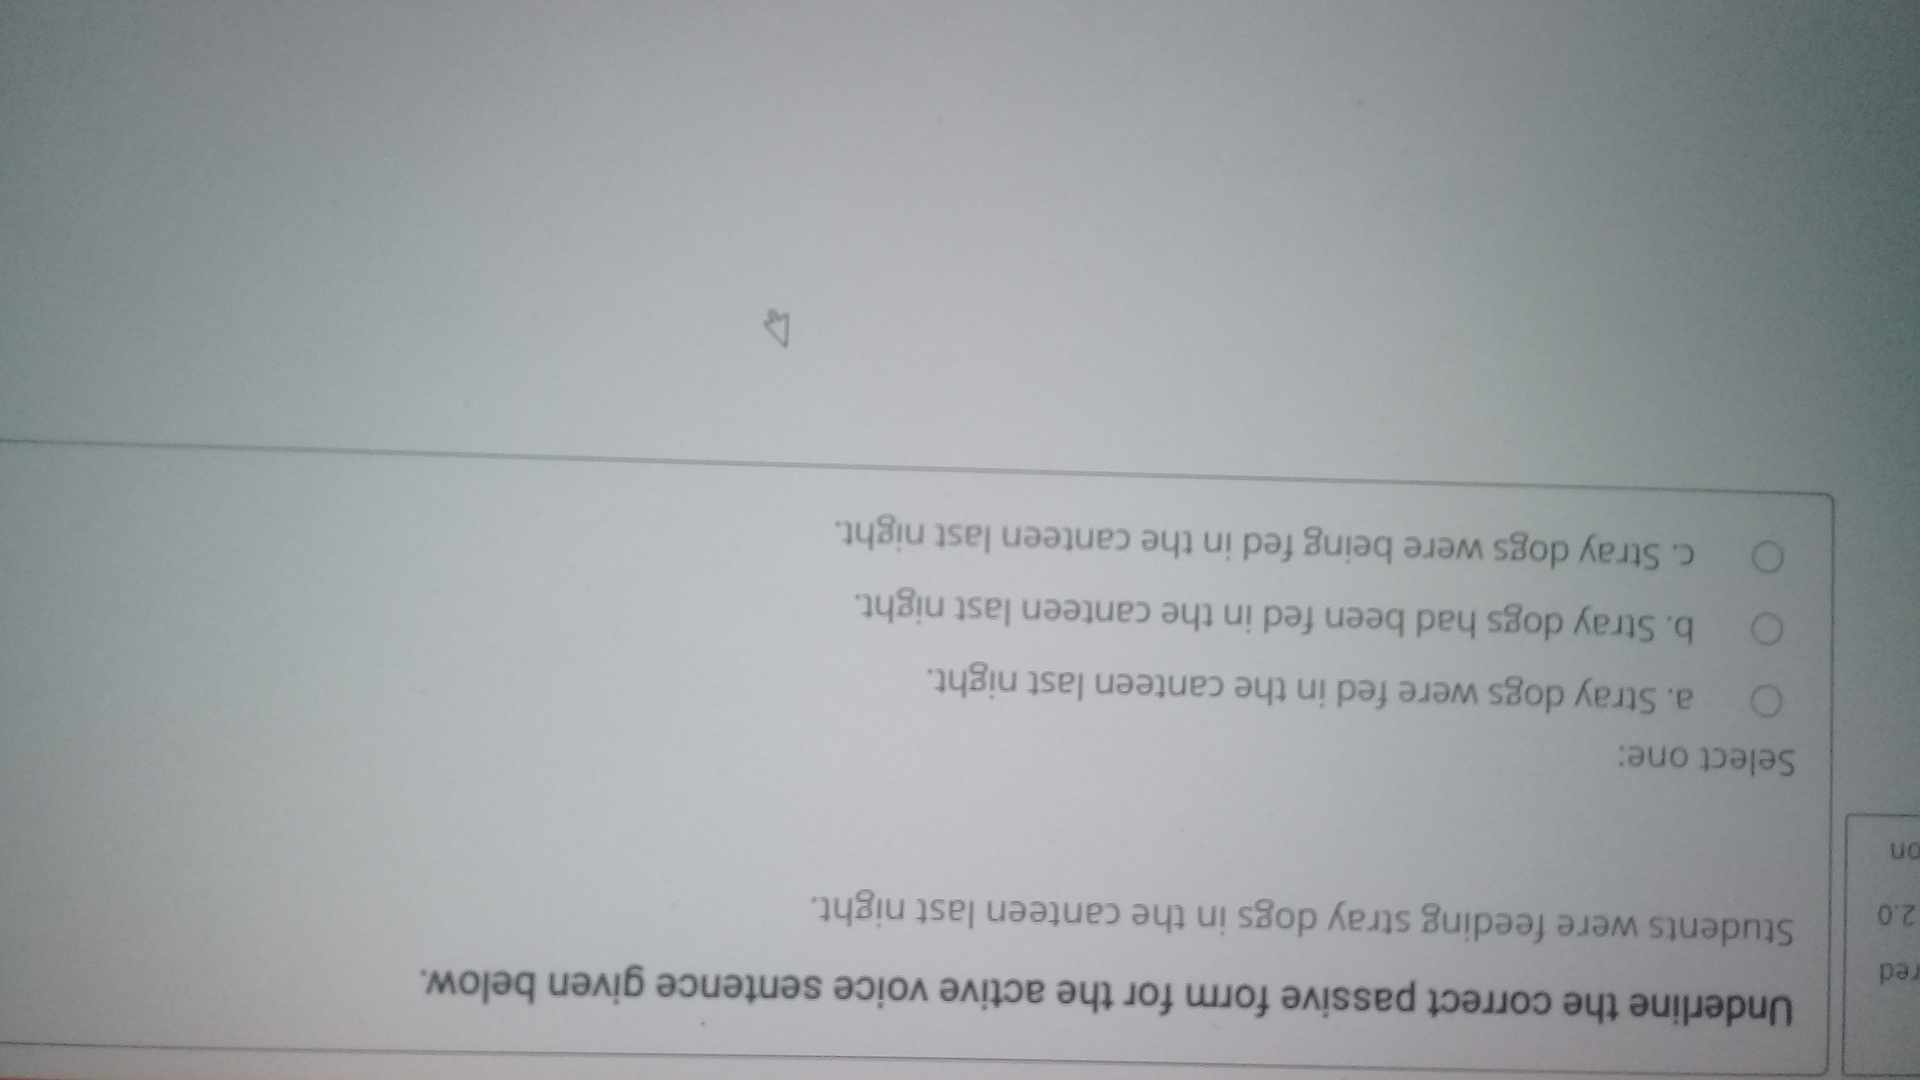 red
2.0
on
Underline the correct passive form for the active voice sentence given below.
Students were feeding stray dogs in the canteen last night.
Select one:
a. Stray dogs were fed in the canteen last night.
b. Stray dogs had been fed in the canteen last night.
c. Stray dogs were being fed in the canteen last night.